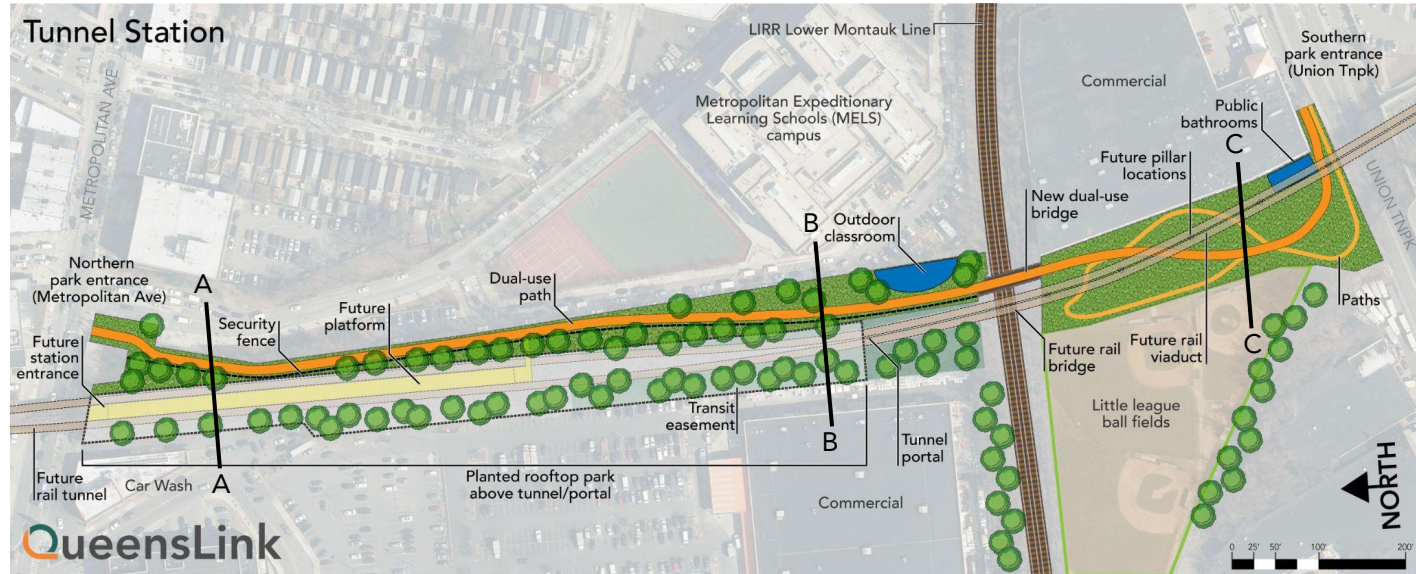 Tunnel Station
METROPOLITAN AVE
LIRR Lower Montauk Line
Metropolitan Expeditionary
Learning Schools (MELS)
campus
Commercial
Southern
park entrance
(Union Tnpk)
Public
bathrooms
C
Future pillar
locations
New dual-use
bridge
UNION TNPK
B
Outdoor
classroom
Northern
park entrance
(Metropolitan Ave)
A
Security
fence
Future
platform
Dual-use
path
Future
station
entrance
Paths
C
Future rail
bridge
Future rail
viaduct
Little league
ball fields
Transit
easement
B
Tunnel
portal
Future
rail tunnel
Car Wash
A
Planted rooftop park
above tunnel/portal
Commercial
NORTH
QueensLink
0 25' 50' 100' 200'